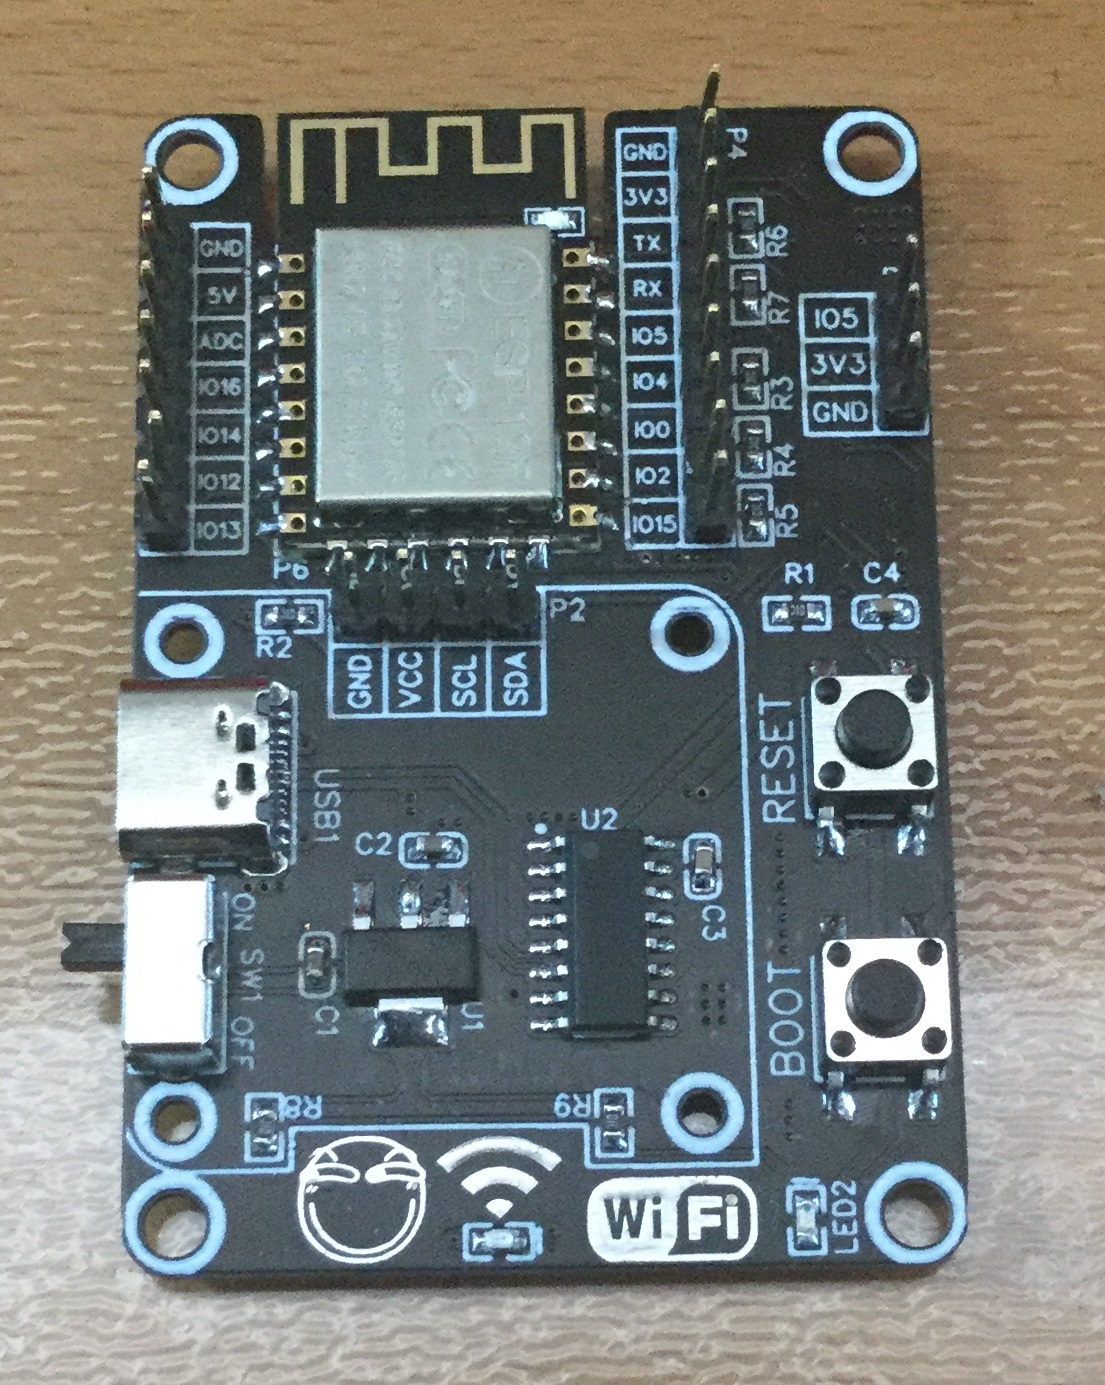 P4
GND
3V3
TX
RX
IO5
IO4
IO0
IO2
IO15
GND
5V
ADC
IO16
IO14
IO12
IO13
R6
R7
R3
R4
R5
IO5
3V3
GND
P6
R2
P2
GND
VCC
SCL
SDA
R1
C4
RESET
USB1
C2
U2
C3
ON SW1 OFF
C1
U1
BOOT
R8
R9
WiFi
LED2